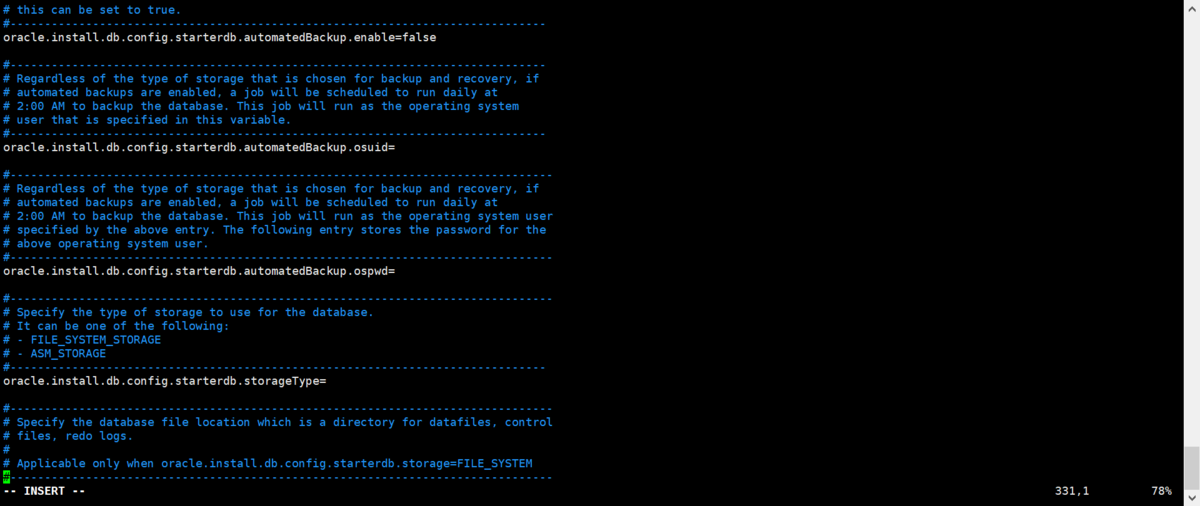 # this can be set to true.
#------------------------------------------------------------------------------
oracle.install.db.config.starterdb.automatedBackup.enable=false
#------------------------------------------------------------------------------
# Regardless of the type of storage that is chosen for backup and recovery, if
# automated backups are enabled, a job will be scheduled to run daily at
# 2:00 AM to backup the database. This job will run as the operating system
# user that is specified in this variable.
#------------------------------------------------------------------------------
oracle.install.db.config.starterdb.automatedBackup.osuid=
#-------------------------------------------------------------------------------
# Regardless of the type of storage that is chosen for backup and recovery, if
# automated backups are enabled, a job will be scheduled to run daily at
# 2:00 AM to backup the database. This job will run as the operating system user
# specified by the above entry. The following entry stores the password for the
# above operating system user.
#-------------------------------------------------------------------------------
oracle.install.db.config.starterdb.automatedBackup.ospwd=
#-------------------------------------------------------------------------------
# Specify the type of storage to use for the database.
# It can be one of the following:
# - FILE_SYSTEM_STORAGE
# - ASM_STORAGE
#------------------------------------------------------------------------------
oracle.install.db.config.starterdb.storageType=
#-------------------------------------------------------------------------------
# Specify the database file location which is a directory for datafiles, control
# files, redo logs.
#
# Applicable only when oracle.install.db.config.starterdb.storage=FILE_SYSTEM
#-------------------------------------------------------------------------------
-- INSERT -- 331,1 78%